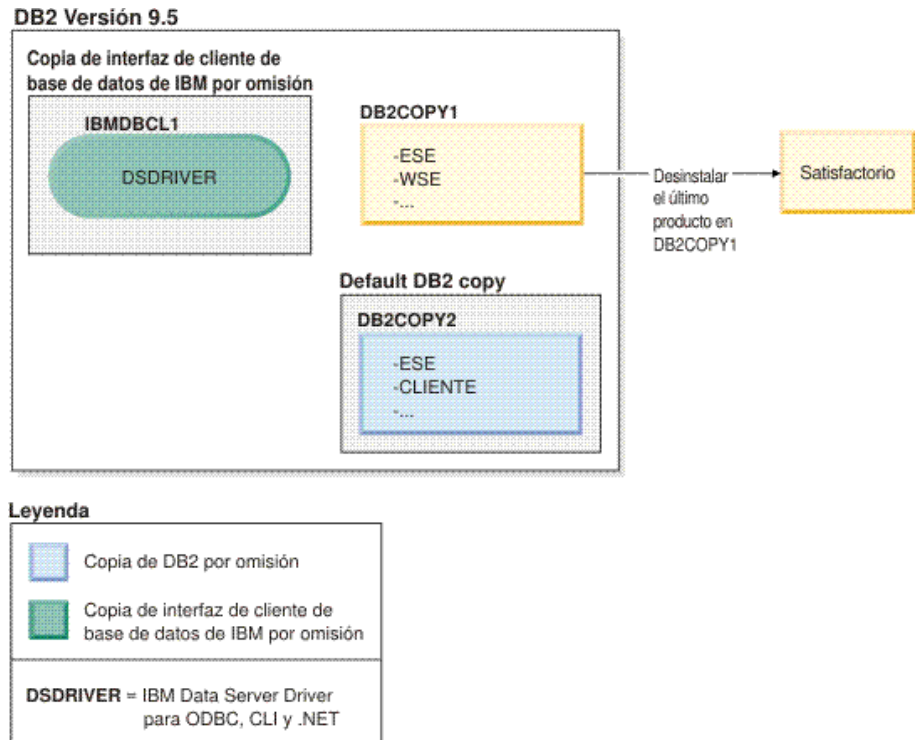 DB2 Versión 9.5
Copia de interfaz de cliente de
base de datos de IBM por omisión
IBMDBCL1
DSDRIVER
DB2COPY1
-ESE
-WSE
-...
Desinstalar
el último
producto en
DB2COPY1
Satisfactorio
Default DB2 copy
DB2COPY2
-ESE
-CLIENTE
-...
Leyenda
Copia de DB2 por omisión
Copia de interfaz de cliente de
base de datos de IBM por omisión
DSDRIVER = IBM Data Server Driver
para ODBC, CLI y .NET